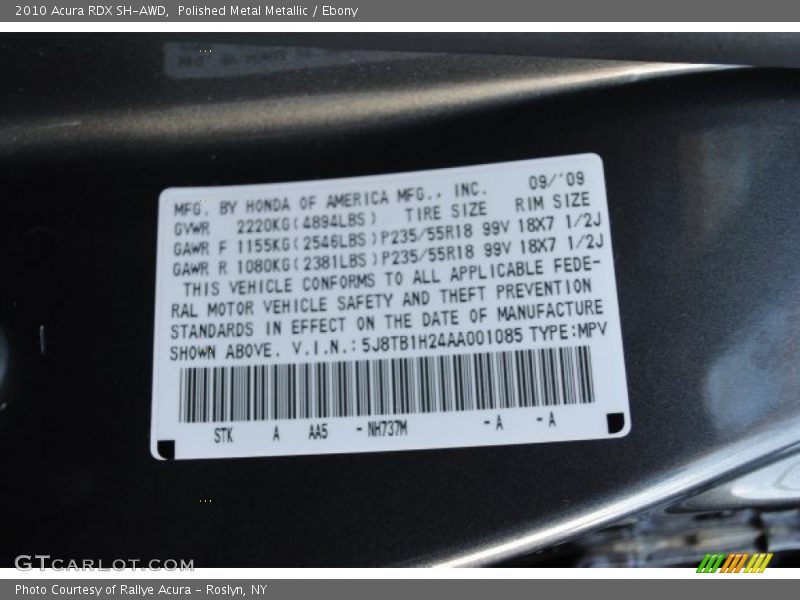 2010 Acura RDX SH-AWD, Polished Metal Metallic / Ebony
MFG. BY HONDA OF AMERICA MFG., INC. 09/'09
GVWR 2220KG(4894LBS) TIRE SIZE RIM SIZE
GAWR F 1155KG(2546LBS)P235/55R18 99V 18X7 1/2J
GAWR R 1080KG(2381LBS)P235/55R18 99V 18X7 1/2J
THIS VEHICLE CONFORMS TO ALL APPLICABLE FEDE-
RAL MOTOR VEHICLE SAFETY AND THEFT PREVENTION
STANDARDS IN EFFECT ON THE DATE OF MANUFACTURE
SHOWN ABOVE. V.I.N.:5J8TB1H24AA001085 TYPE:MPV
STK A AA5 -NH737M -A -A
GTCARLOT.COM
Photo Courtesy of Rallye Acura - Roslyn, NY